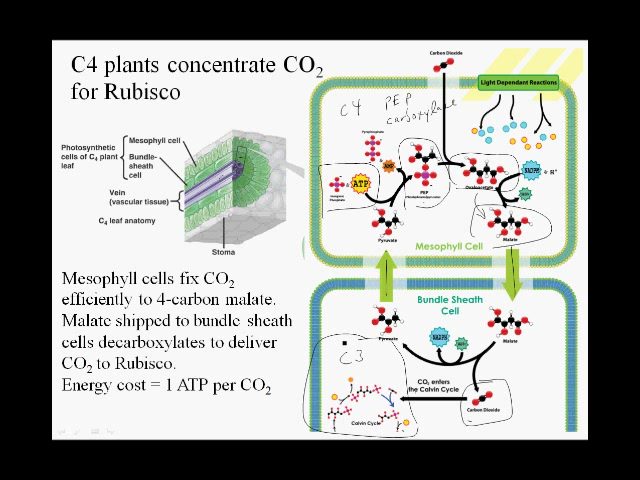 C4 plants concentrate CO2
for Rubisco
Photosynthetic
cells of C4 plant
leaf
Mesophyll cell
Bundle-
sheath
cell
Vein
(vascular tissue)
C4 leaf anatomy
Stoma
Mesophyll cells fix CO2
efficiently to 4-carbon malate.
Malate shipped to bundle sheath
cells decarboxylates to deliver
CO2 to Rubisco.
Energy cost = 1 ATP per CO2
Carbon Dioxide
Light Dependant Reactions
C4
PEP
carboxylase
ATP
PEP
Oxaloacetate
NADPH
+ H+
Pyruvate
Malate
Mesophyll Cell
Bundle Sheath
Cell
Pyruvate
NADPH
Malate
C3
CO2 enters
the Calvin Cycle
Calvin Cycle
Carbon Dioxide